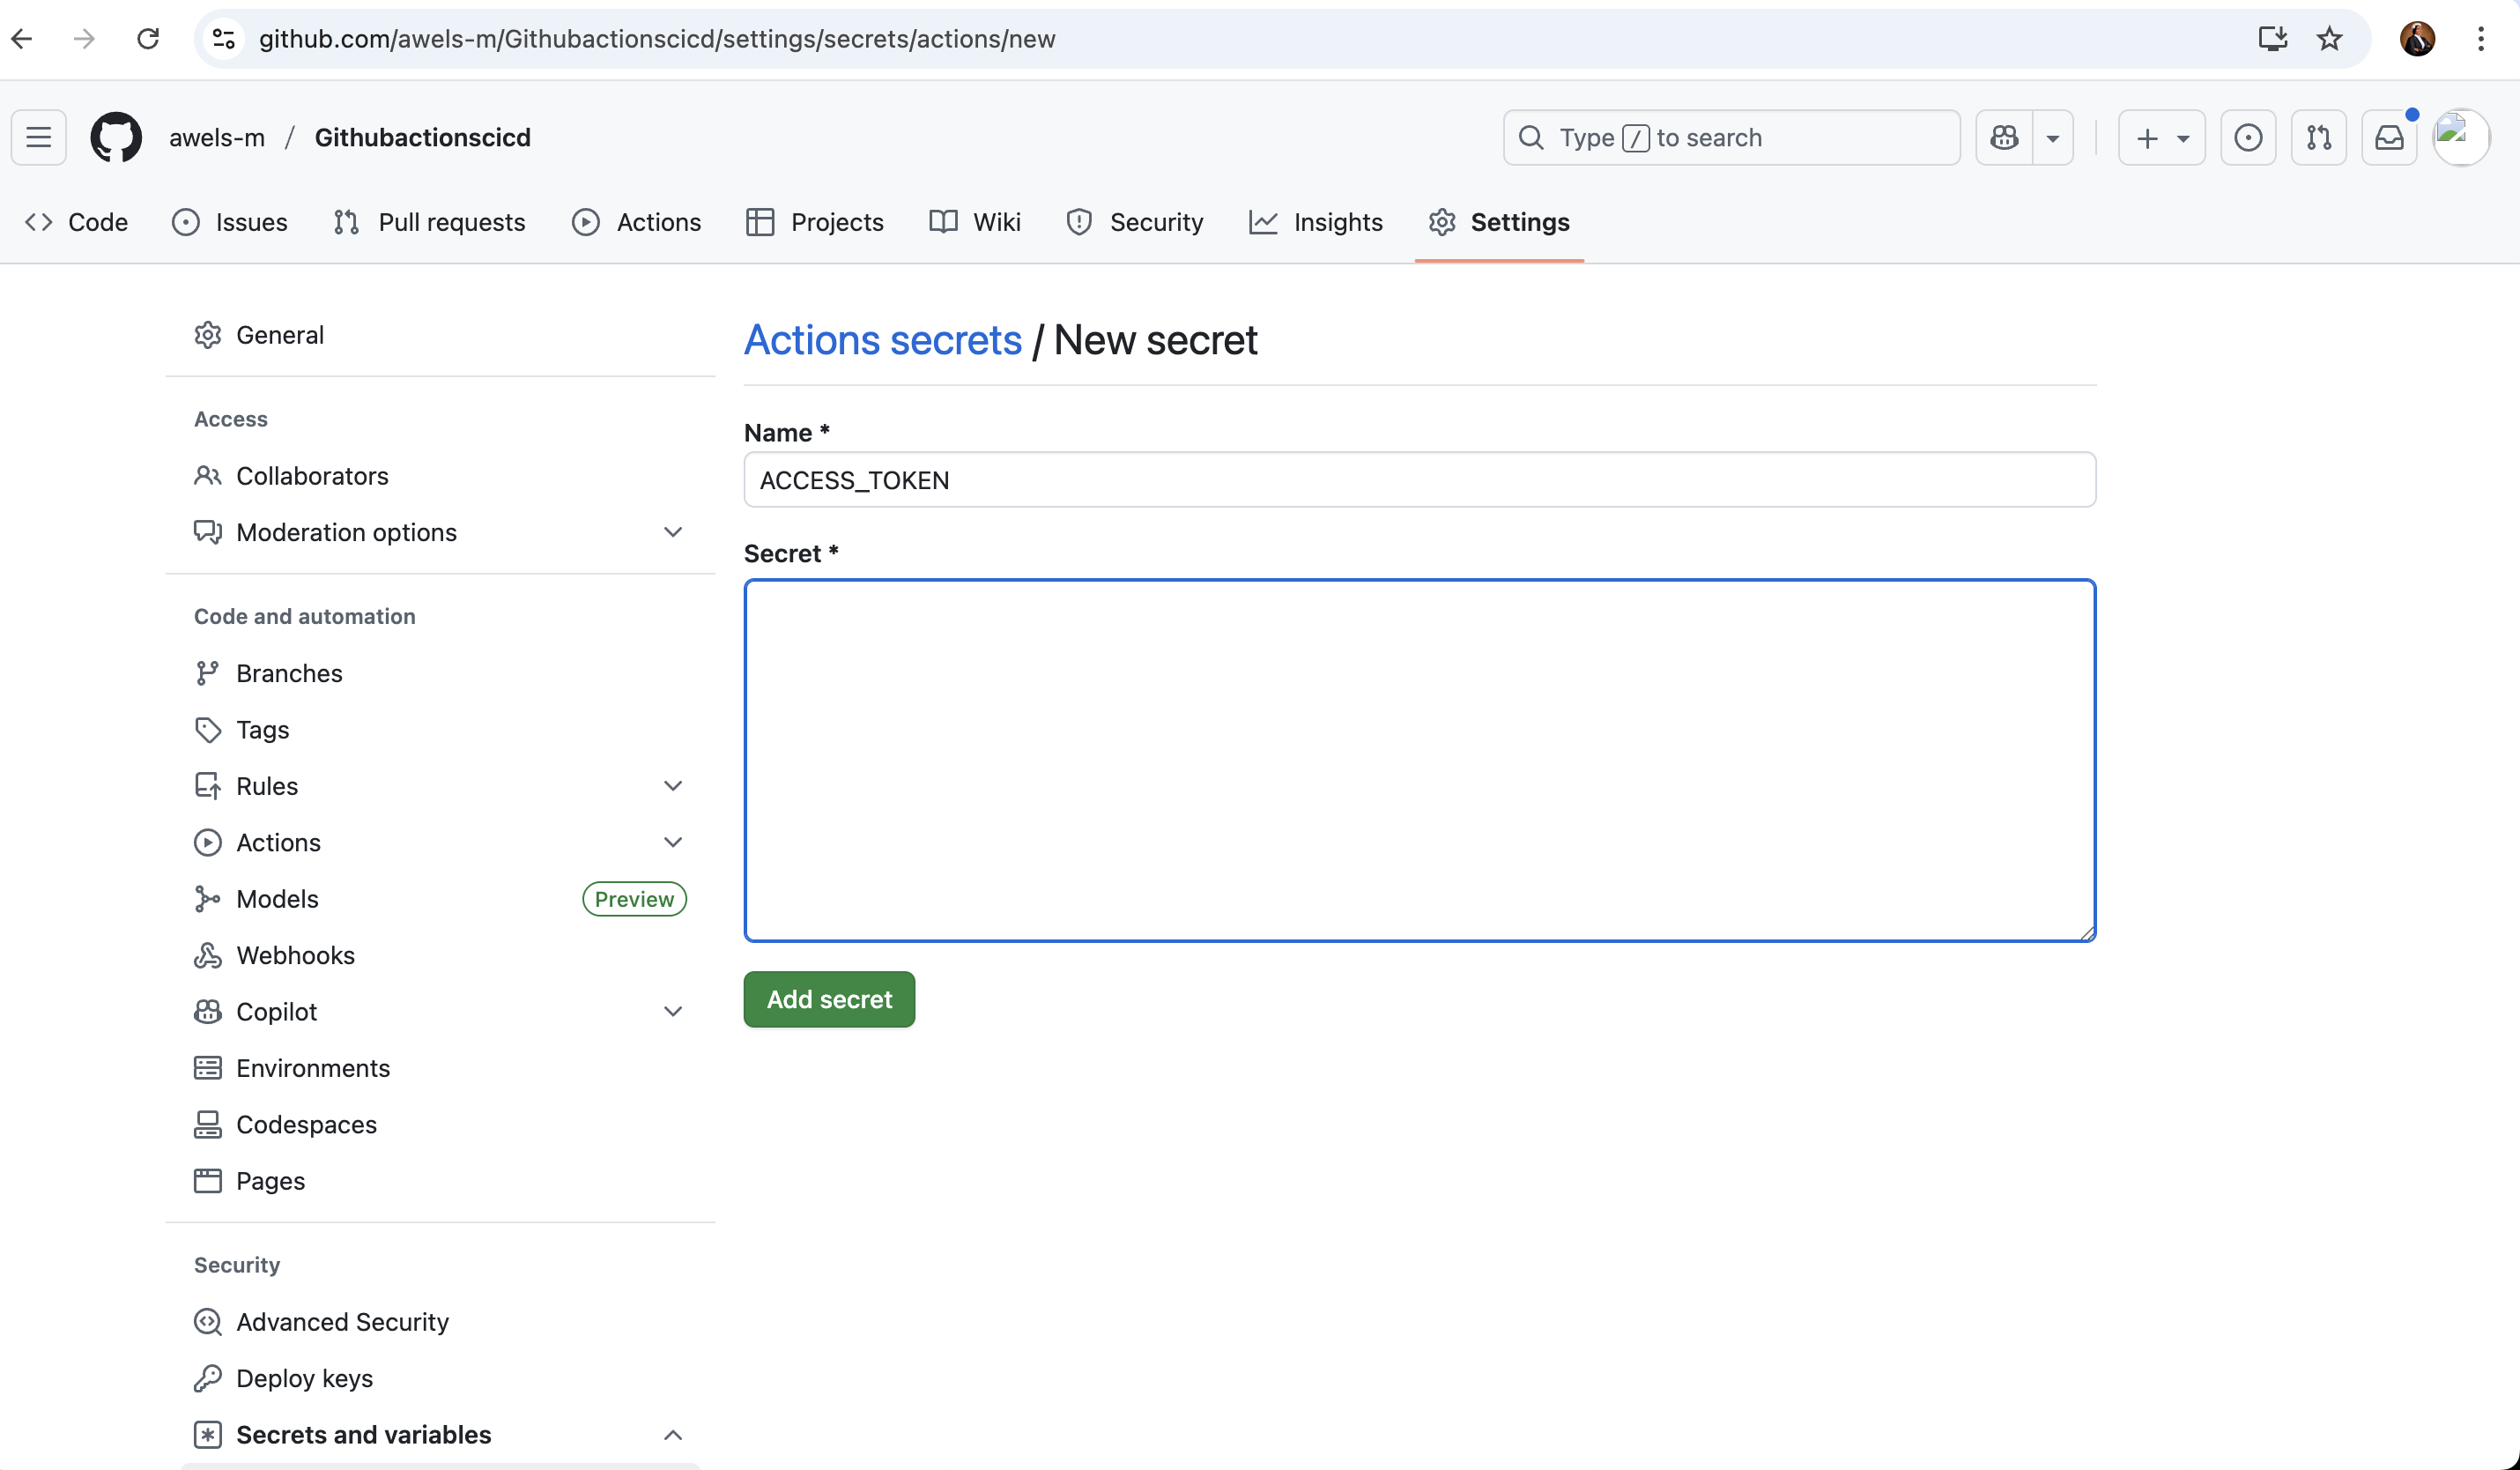 github.com/awels-m/Githubactionscicd/settings/secrets/actions/new
awels-m / Githubactionscicd
Type / to search
Code Issues Pull requests Actions Projects Wiki Security Insights Settings
General
Access
Collaborators
Moderation options
Code and automation
Branches
Tags
Rules
Actions
Models Preview
Webhooks
Copilot
Environments
Codespaces
Pages
Security
Advanced Security
Deploy keys
Secrets and variables
Actions secrets / New secret
Name *
ACCESS_TOKEN
Secret *
Add secret